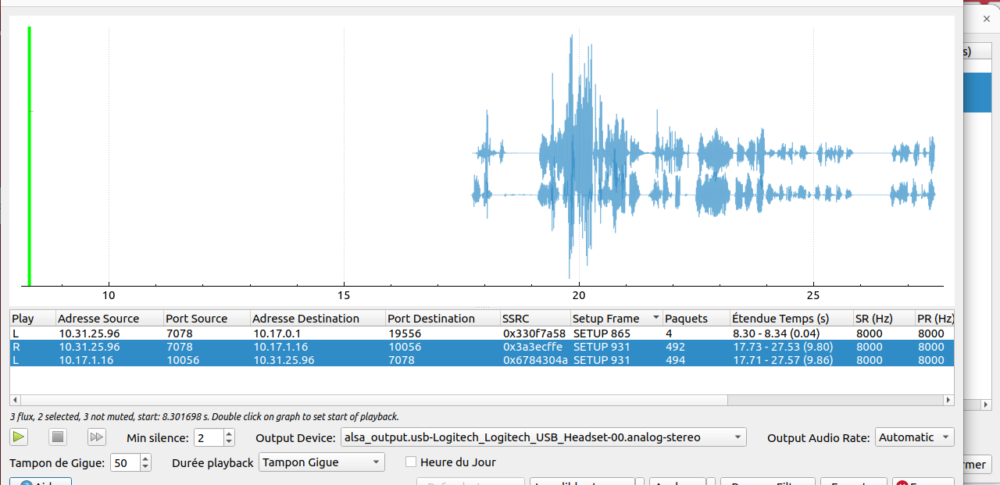 s)
10 15 20 25
Play Adresse Source Port Source Adresse Destination Port Destination SSRC Setup Frame Paquets Étendue Temps (s) SR (Hz) PR (Hz)
L 10.31.25.96 7078 10.17.0.1 19556 0x330f7a58 SETUP 865 4 8.30 - 8.34 (0.04) 8000 8000
R 10.31.25.96 7078 10.17.1.16 10056 0x3a3ecffe SETUP 931 492 17.73 - 27.53 (9.80) 8000 8000
L 10.17.1.16 10056 10.31.25.96 7078 0x6784304a SETUP 931 494 17.71 - 27.57 (9.86) 8000 8000
3 flux, 2 selected, 3 not muted, start: 8.301698 s. Double click on graph to set start of playback.
Min silence: 2 Output Device: alsa_output.usb-Logitech_Logitech_USB_Headset-00.analog-stereo Output Audio Rate: Automatic
Tampon de Gigue: 50 Durée playback Tampon Gigue Heure du Jour
rmer